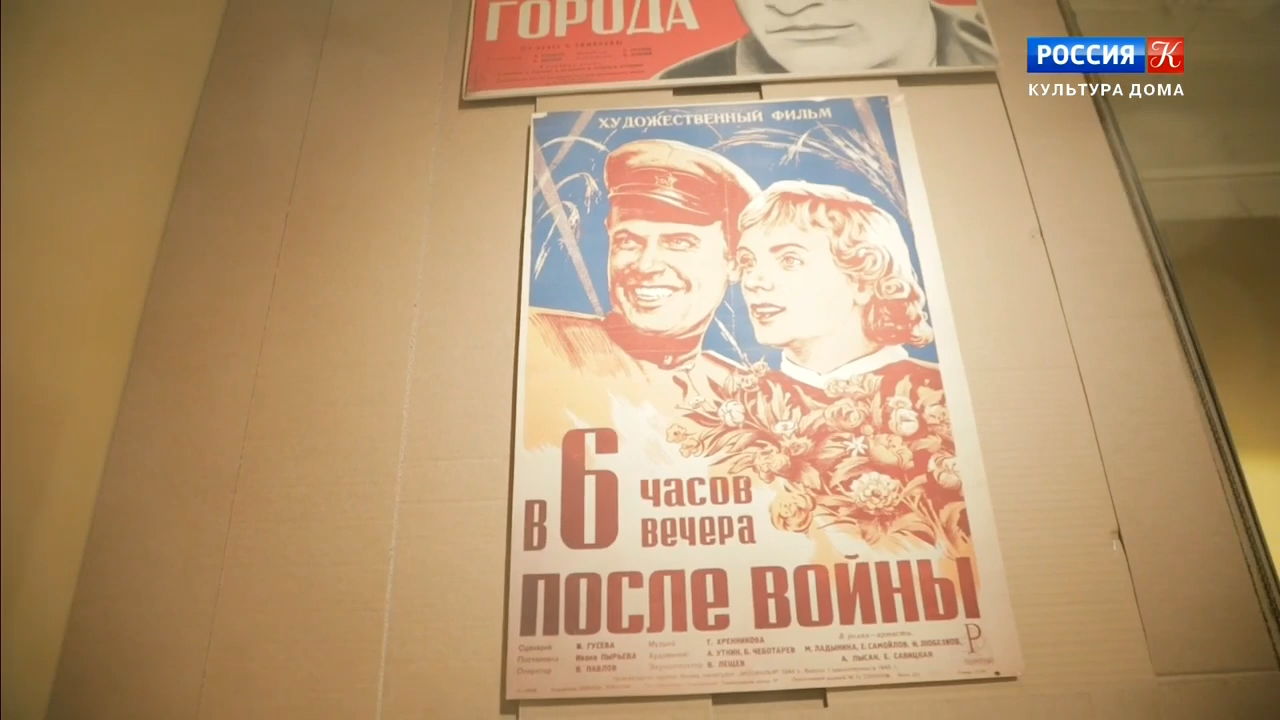 ГОРОДА
РОССИЯ К
КУЛЬТУРА ДОМА
ХУДОЖЕСТВЕННЫЙ ФИЛЬМ
в 6 часов
вечера
после войны
Сценарий В. ГУСЕВА
Постановка Ивана ПЫРЬЕВА
Оператор В. ПАВЛОВ
Музыка Т. ХРЕННИКОВА
Художники А. УТКИН, Б. ЧЕБОТАРЕВ
Звукооператор В. ЛЕЩЕВ
В ролях—артисты:
М. ЛАДЫНИНА, Е. САМОЙЛОВ, И. ЛЮБЕЗНОВ,
А. ЛЫСАК, Е. САВИЦКАЯ
Р